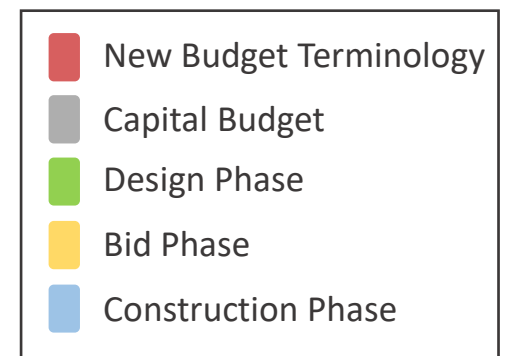 New Budget Terminology
Capital Budget
Design Phase
Bid Phase
Construction Phase